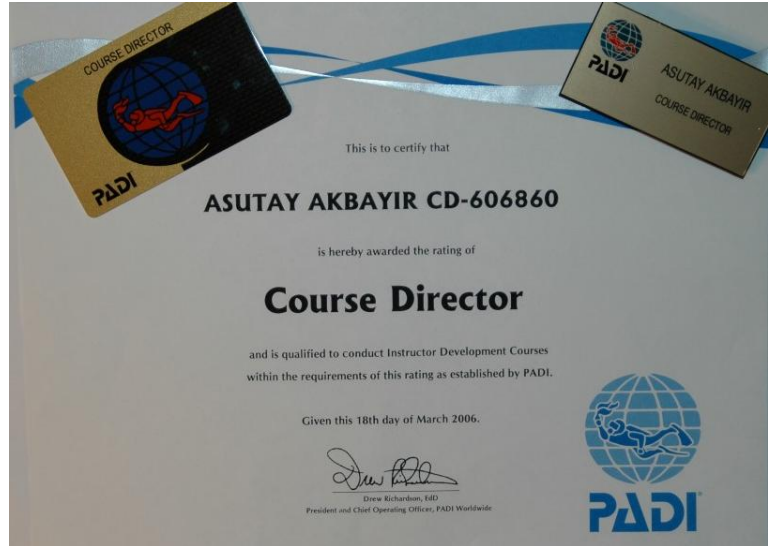 COURSE DIRECTOR
PADI
PADI
ASUTAY AKBAYIR
COURSE DIRECTOR
This is to certify that
ASUTAY AKBAYIR CD-606860
is hereby awarded the rating of
Course Director
and is qualified to conduct Instructor Development Courses
within the requirements of this rating as established by PADI.
Given this 18th day of March 2006.
Drew Richardson, EdD
President and Chief Operating Officer, PADI Worldwide
PADI